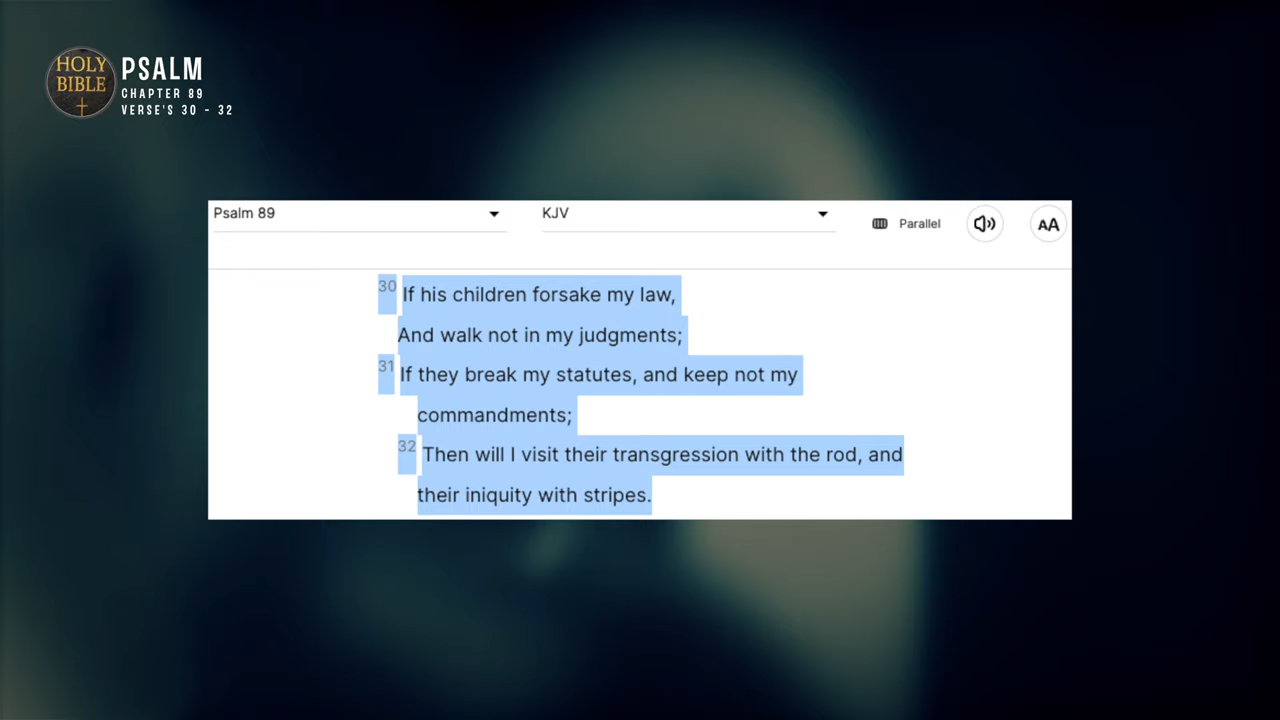 HOLY
BIBLE
PSALM
CHAPTER 89
VERSE'S 30 - 32
Psalm 89
KJV
Parallel
AA
30 If his children forsake my law,
And walk not in my judgments;
31 If they break my statutes, and keep not my
commandments;
32 Then will I visit their transgression with the rod, and
their iniquity with stripes.